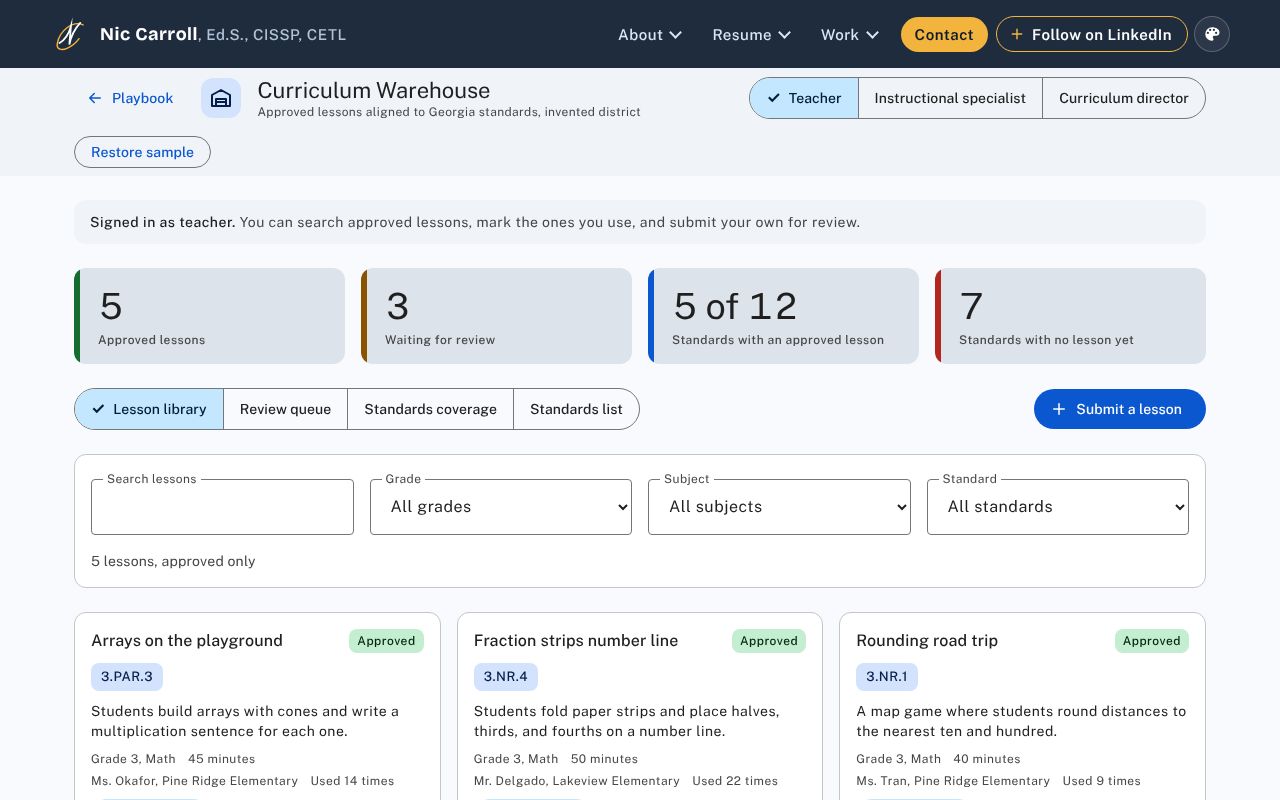 Nic Carroll, Ed.S., CISSP, CETL
About
Resume
Work
Contact
Follow on LinkedIn
Playbook
Curriculum Warehouse
Approved lessons aligned to Georgia standards, invented district
Teacher
Instructional specialist
Curriculum director
Restore sample
Signed in as teacher. You can search approved lessons, mark the ones you use, and submit your own for review.
5
Approved lessons
3
Waiting for review
5 of 12
Standards with an approved lesson
7
Standards with no lesson yet
Lesson library
Review queue
Standards coverage
Standards list
Submit a lesson
Search lessons
Grade
All grades
Subject
All subjects
Standard
All standards
5 lessons, approved only
Arrays on the playground
Approved
3.PAR.3
Students build arrays with cones and write a
multiplication sentence for each one.
Grade 3, Math 45 minutes
Ms. Okafor, Pine Ridge Elementary Used 14 times
Fraction strips number line
Approved
3.NR.4
Students fold paper strips and place halves,
thirds, and fourths on a number line.
Grade 3, Math 50 minutes
Mr. Delgado, Lakeview Elementary Used 22 times
Rounding road trip
Approved
3.NR.1
A map game where students round distances to
the nearest ten and hundred.
Grade 3, Math 40 minutes
Ms. Tran, Pine Ridge Elementary Used 9 times